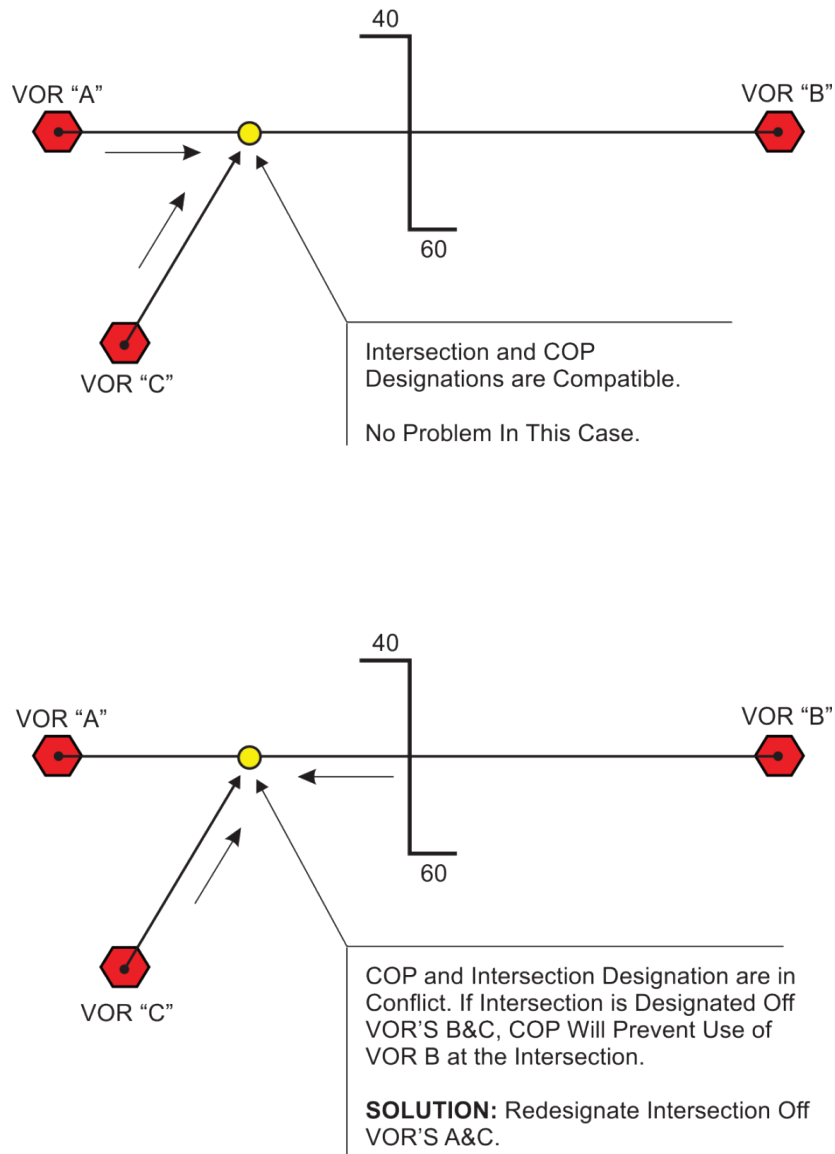 40
VOR “A”
VOR “B”
60
VOR “C”
Intersection and COP
Designations are Compatible.
No Problem In This Case.
40
VOR “A”
VOR “B”
60
VOR “C”
COP and Intersection Designation are in
Conflict. If Intersection is Designated Off
VOR’S B&C, COP Will Prevent Use of
VOR B at the Intersection.
SOLUTION: Redesignate Intersection Off
VOR’S A&C.